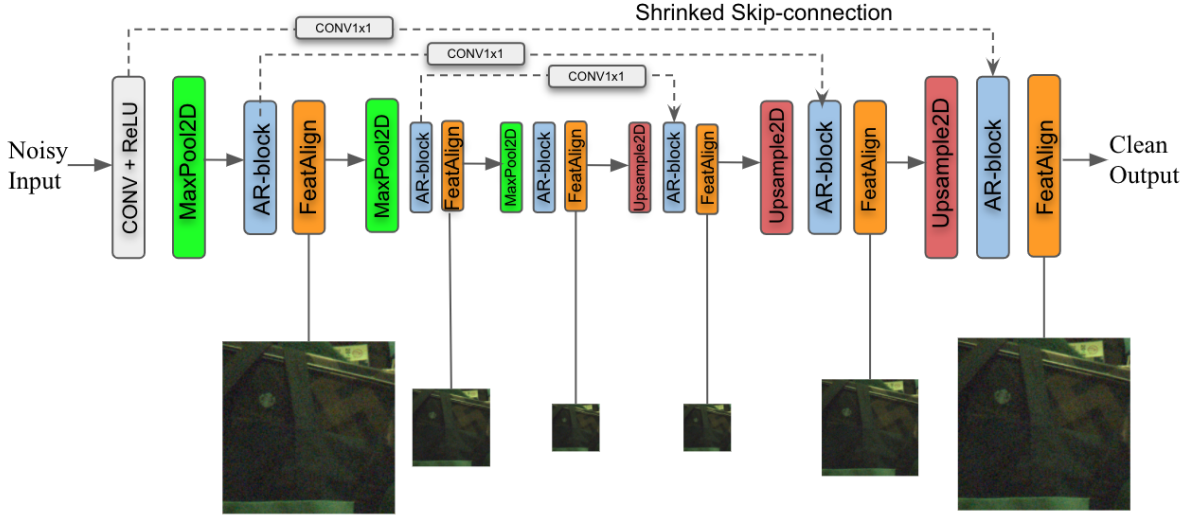 Shrinked Skip-connection
CONV1x1
CONV1x1
CONV1x1
Noisy
Input
CONV + ReLU
MaxPool2D
AR-block
FeatAlign
MaxPool2D
AR-block
FeatAlign
MaxPool2D
AR-block
FeatAlign
Upsample2D
AR-block
FeatAlign
Upsample2D
AR-block
FeatAlign
Upsample2D
AR-block
FeatAlign
Clean
Output